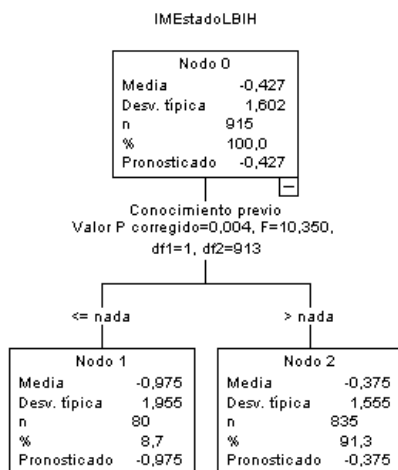 IMEstadoLBIH
Nodo 0
Media -0,427
Desv. típica 1,602
n 915
% 100,0
Pronosticado -0,427
Conocimiento previo
Valor P corregido=0,004, F=10,350,
df1=1, df2=913
<= nada > nada
Nodo 1
Media -0,975
Desv. típica 1,955
n 80
% 8,7
Pronosticado -0,975
Nodo 2
Media -0,375
Desv. típica 1,555
n 835
% 91,3
Pronosticado -0,375